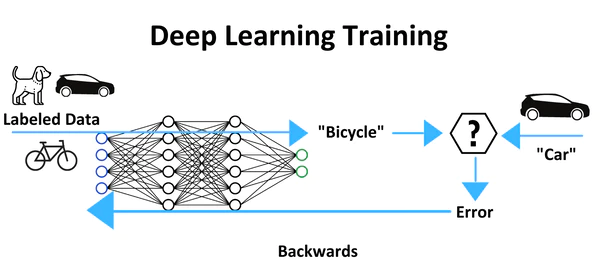 Deep Learning Training
Labeled Data
"Bicycle"
?
"Car"
Error
Backwards